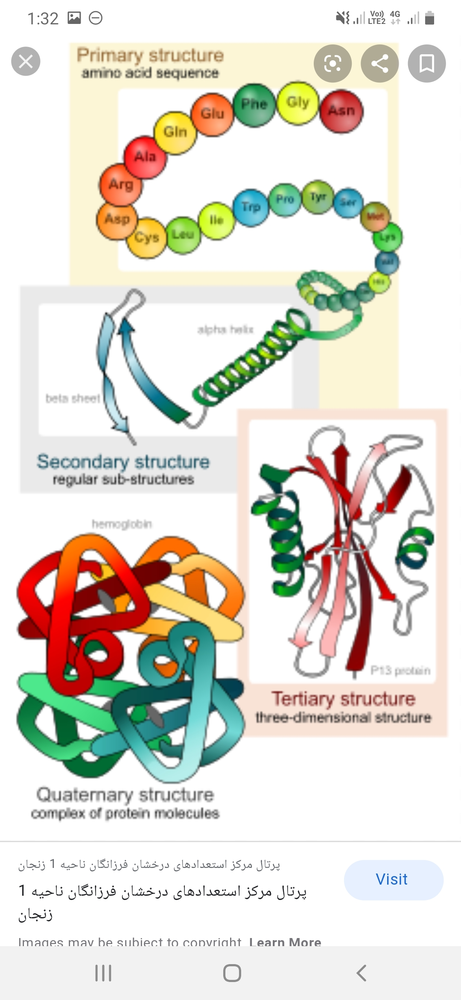 1:32
Vo)) LTE2 4G
Primary structure
amino acid sequence
Asn
Gly
Phe
Glu
Gln
Ala
Arg
Asp
Cys
Leu
Ile
Trp
Pro
Tyr
Ser
Met
Lys
Val
His
alpha helix
beta sheet
Secondary structure
regular sub-structures
hemoglobin
P13 protein
Tertiary structure
three-dimensional structure
Quaternary structure
complex of protein molecules
پرتال مرکز استعدادهای درخشان فرزانگان ناحیه 1 زنجان
Visit
پرتال مرکز استعدادهای درخشان فرزانگان ناحیه 1
زنجان
Images may be subject to copyright. Learn More